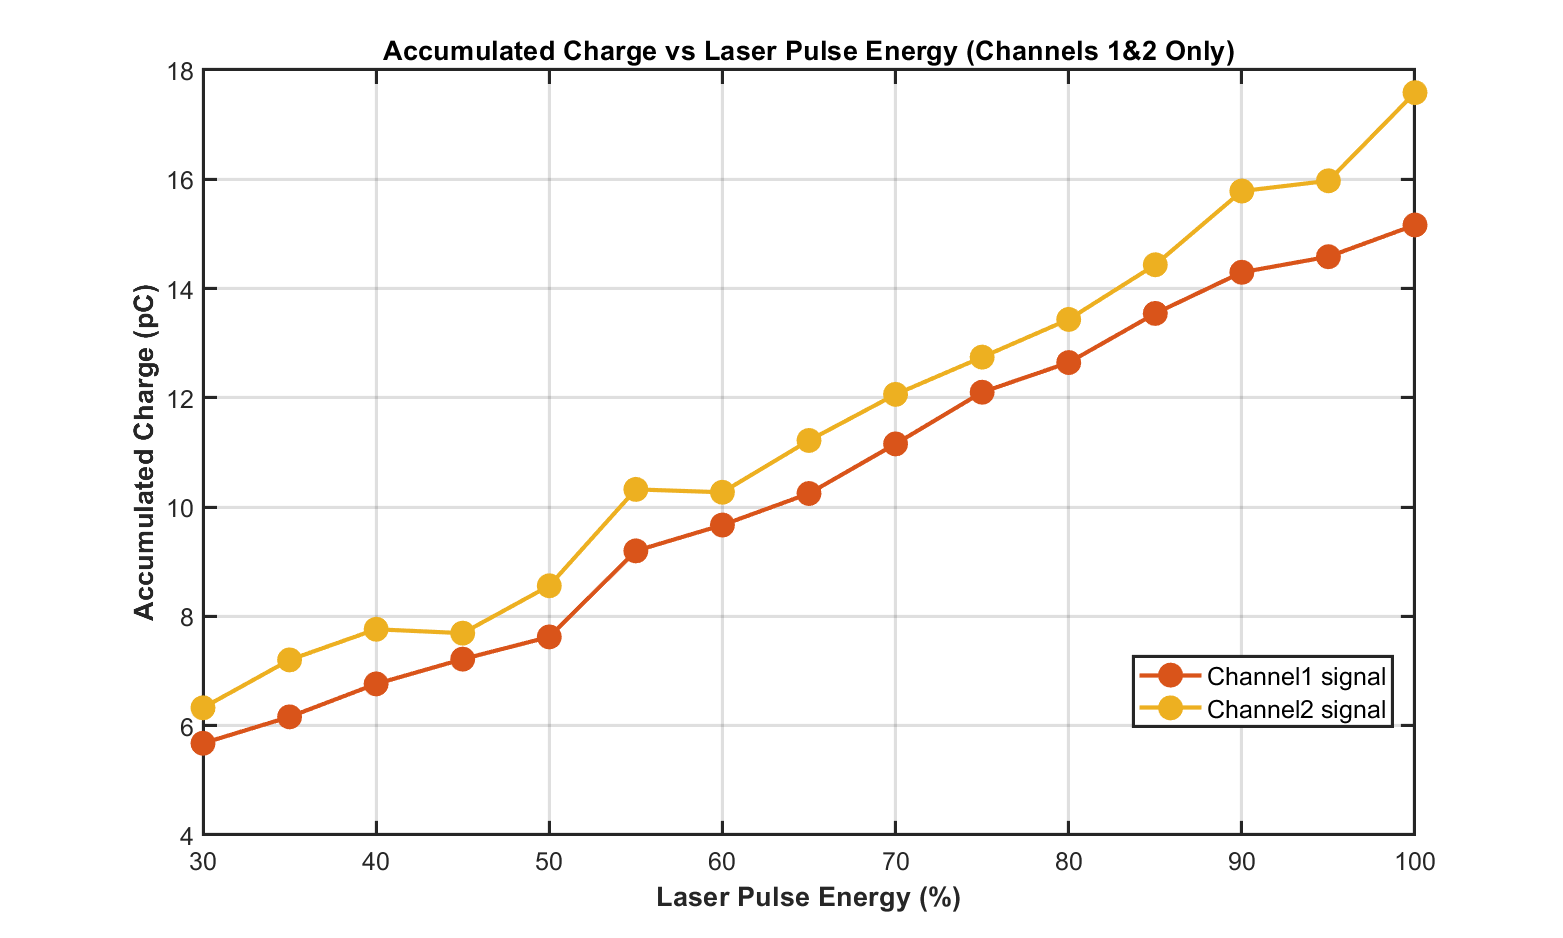 Accumulated Charge vs Laser Pulse Energy (Channels 1&2 Only)
Accumulated Charge (pC)
18
16
14
12
10
8
6
4
30 40 50 60 70 80 90 100
Laser Pulse Energy (%)
Channel1 signal
Channel2 signal